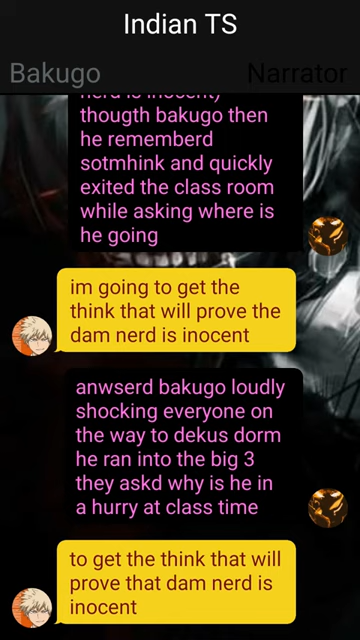 Indian TS
Bakugo
Narrator
nerd is inocent)
thougth bakugo then
he rememberd
sotmhink and quickly
exited the class room
while asking where is
he going
im going to get the
think that will prove the
dam nerd is inocent
anwserd bakugo loudly
shocking everyone on
the way to dekus dorm
he ran into the big 3
they askd why is he in
a hurry at class time
to get the think that will
prove that dam nerd is
inocent